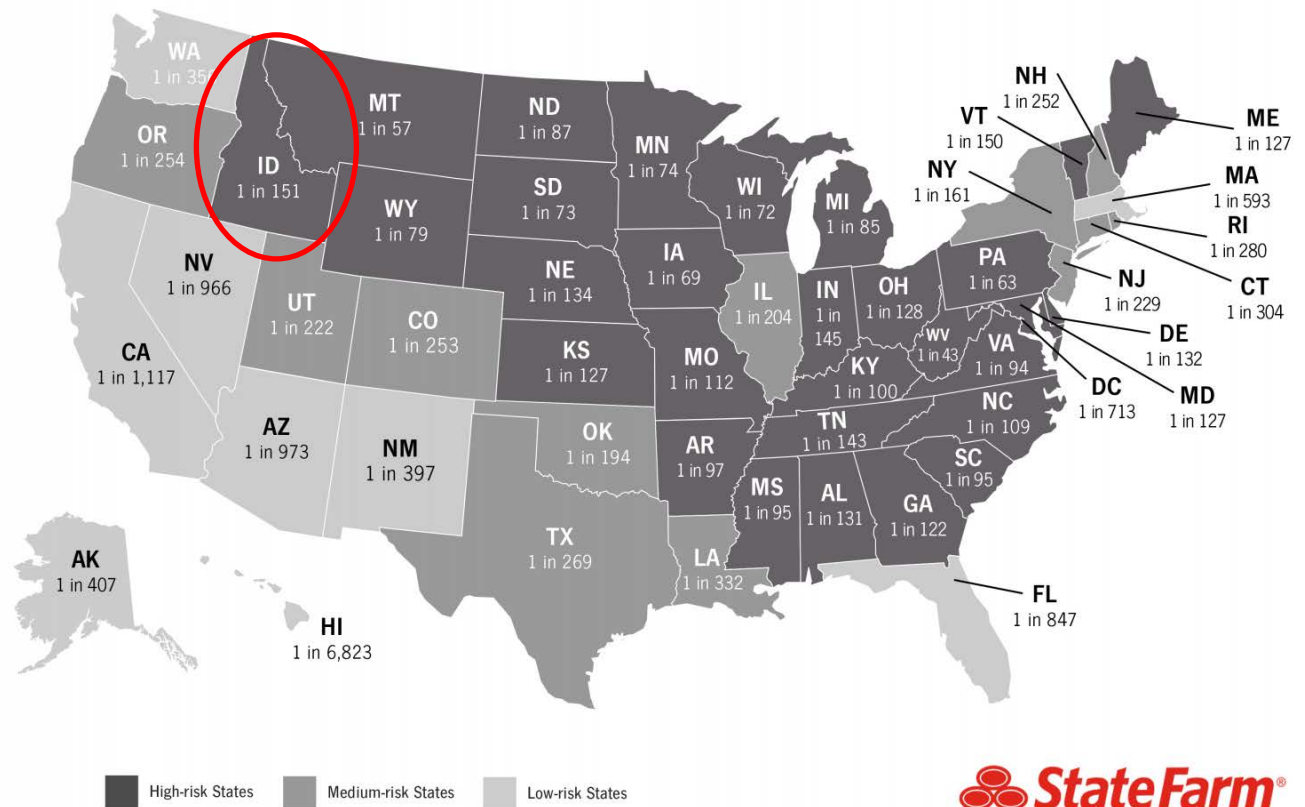 WA
1 in 356
OR
1 in 254
ID
1 in 151
MT
1 in 57
ND
1 in 87
MN
1 in 74
WI
1 in 72
MI
1 in 85
SD
1 in 73
WY
1 in 79
NE
1 in 134
IA
1 in 69
NV
1 in 966
UT
1 in 222
CO
1 in 253
CA
1 in 1,117
KS
1 in 127
MO
1 in 112
IL
1 in 204
IN
1 in
145
OH
1 in 128
PA
1 in 63
WV
1 in 43
VA
1 in 94
KY
1 in 100
TN
1 in 143
NC
1 in 109
SC
1 in 95
AZ
1 in 973
NM
1 in 397
OK
1 in 194
AR
1 in 97
MS
1 in 95
AL
1 in 131
GA
1 in 122
TX
1 in 269
LA
1 in 332
FL
1 in 847
AK
1 in 407
HI
1 in 6,823
NH
1 in 252
VT
1 in 150
NY
1 in 161
ME
1 in 127
MA
1 in 593
RI
1 in 280
CT
1 in 304
NJ
1 in 229
DE
1 in 132
MD
1 in 127
DC
1 in 713
High-risk States
Medium-risk States
Low-risk States
StateFarm®